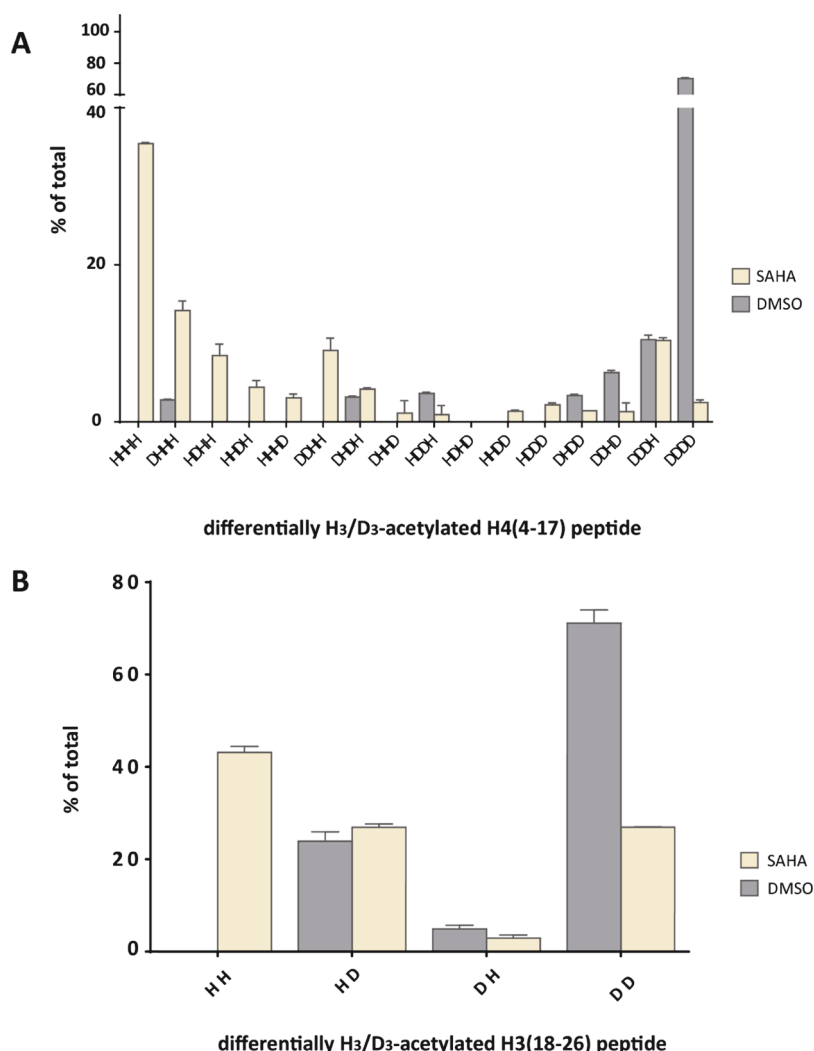 A
100
80
60
40
20
0
% of total
SAHA
DMSO
HHHH
DHHH
HDHH
HHDH
HHHD
DDHH
DHDH
DHHD
HDDH
HDHD
HHDD
HDDD
DHDD
DDHD
DDDH
DDDD
differentially H3/D3-acetylated H4(4-17) peptide
B
80
60
40
20
0
% of total
SAHA
DMSO
HH
HD
DH
DD
differentially H3/D3-acetylated H3(18-26) peptide